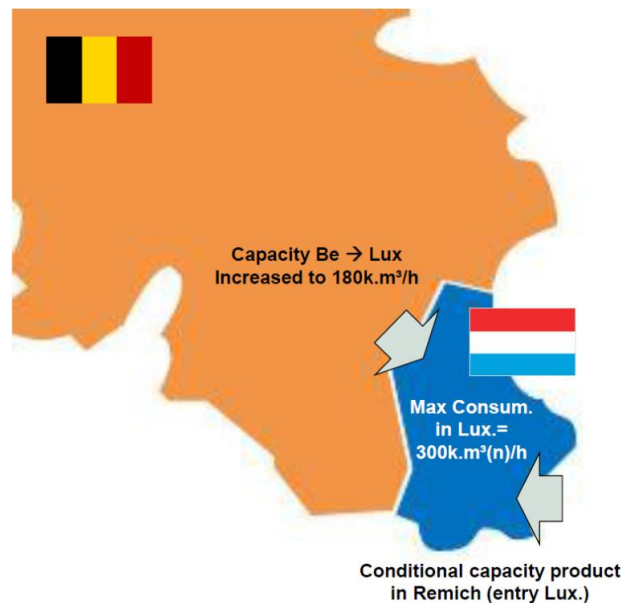 Capacity Be → Lux
Increased to 180k.m³/h
Max Consum.
in Lux.=
300k.m³(n)/h
Conditional capacity product
in Remich (entry Lux.)